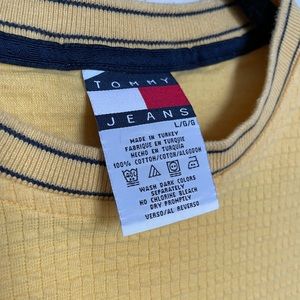 TOMMY
JEANS
L/G/G
MADE IN TURKEY
FABRIQUE EN TURQUIE
HECHO EN TURQUIA
100% COTTON/COTON/ALGODON
WASH DARK COLORS
SEPARATELY
NO CHLORINE BLEACH
DRY PROMPTLY
VERSO/AL REVERSO